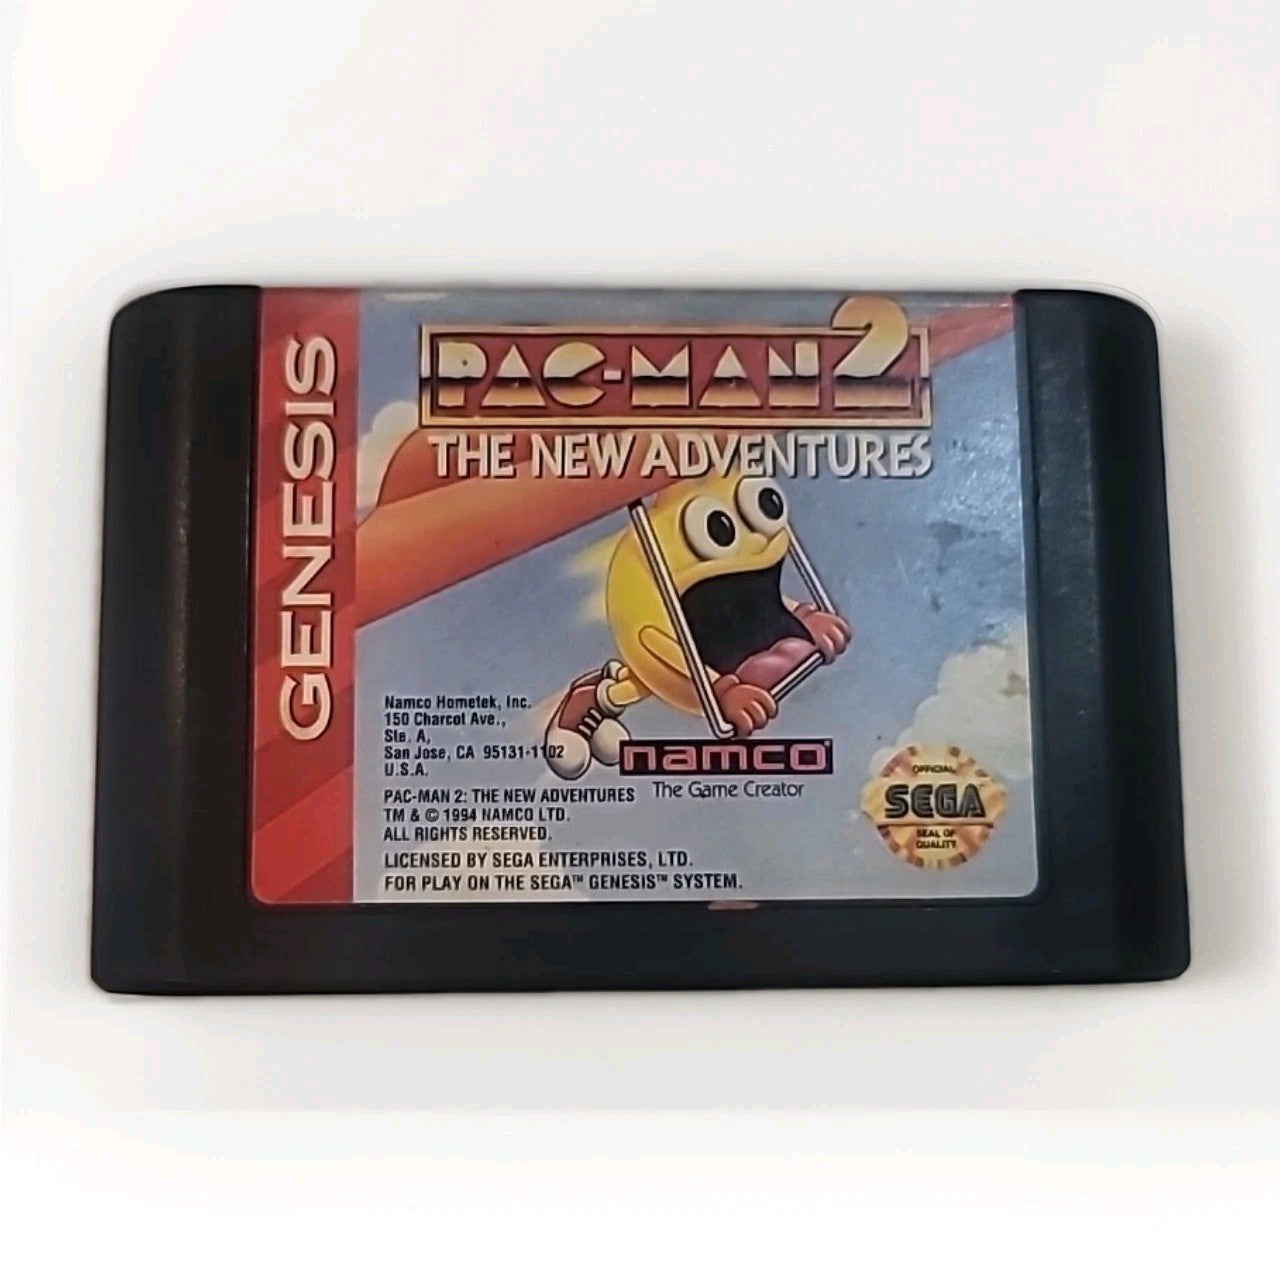 GENESIS
PAC-MAN 2
THE NEW ADVENTURES
Namco Hometek, Inc.
150 Charcot Ave.,
Ste. A,
San Jose, CA 95131-1102
U.S.A.
namco
The Game Creator
PAC-MAN 2: THE NEW ADVENTURES
TM & © 1994 NAMCO LTD.
ALL RIGHTS RESERVED.
LICENSED BY SEGA ENTERPRISES, LTD.
FOR PLAY ON THE SEGA™ GENESIS™ SYSTEM.
OFFICIAL
SEGA
SEAL OF
QUALITY